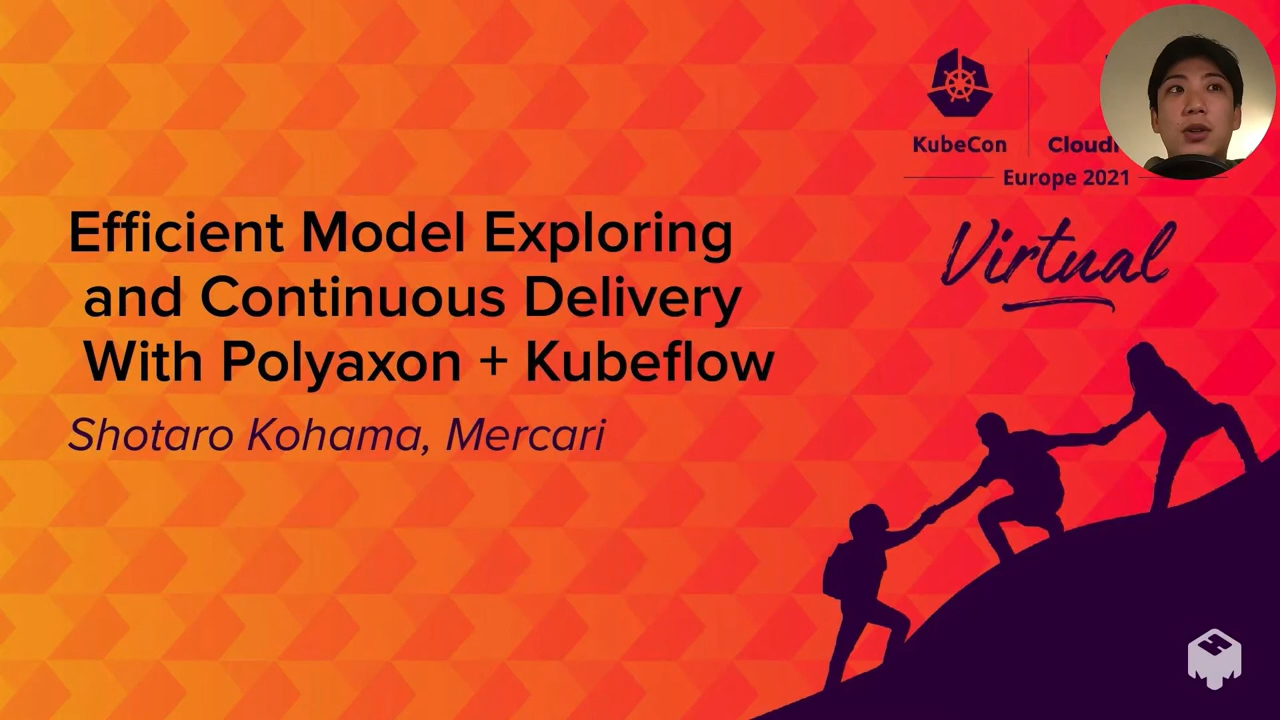 KubeCon
Europe 2021
Virtual
Efficient Model Exploring
and Continuous Delivery
With Polyaxon + Kubeflow
Shotaro Kohama, Mercari